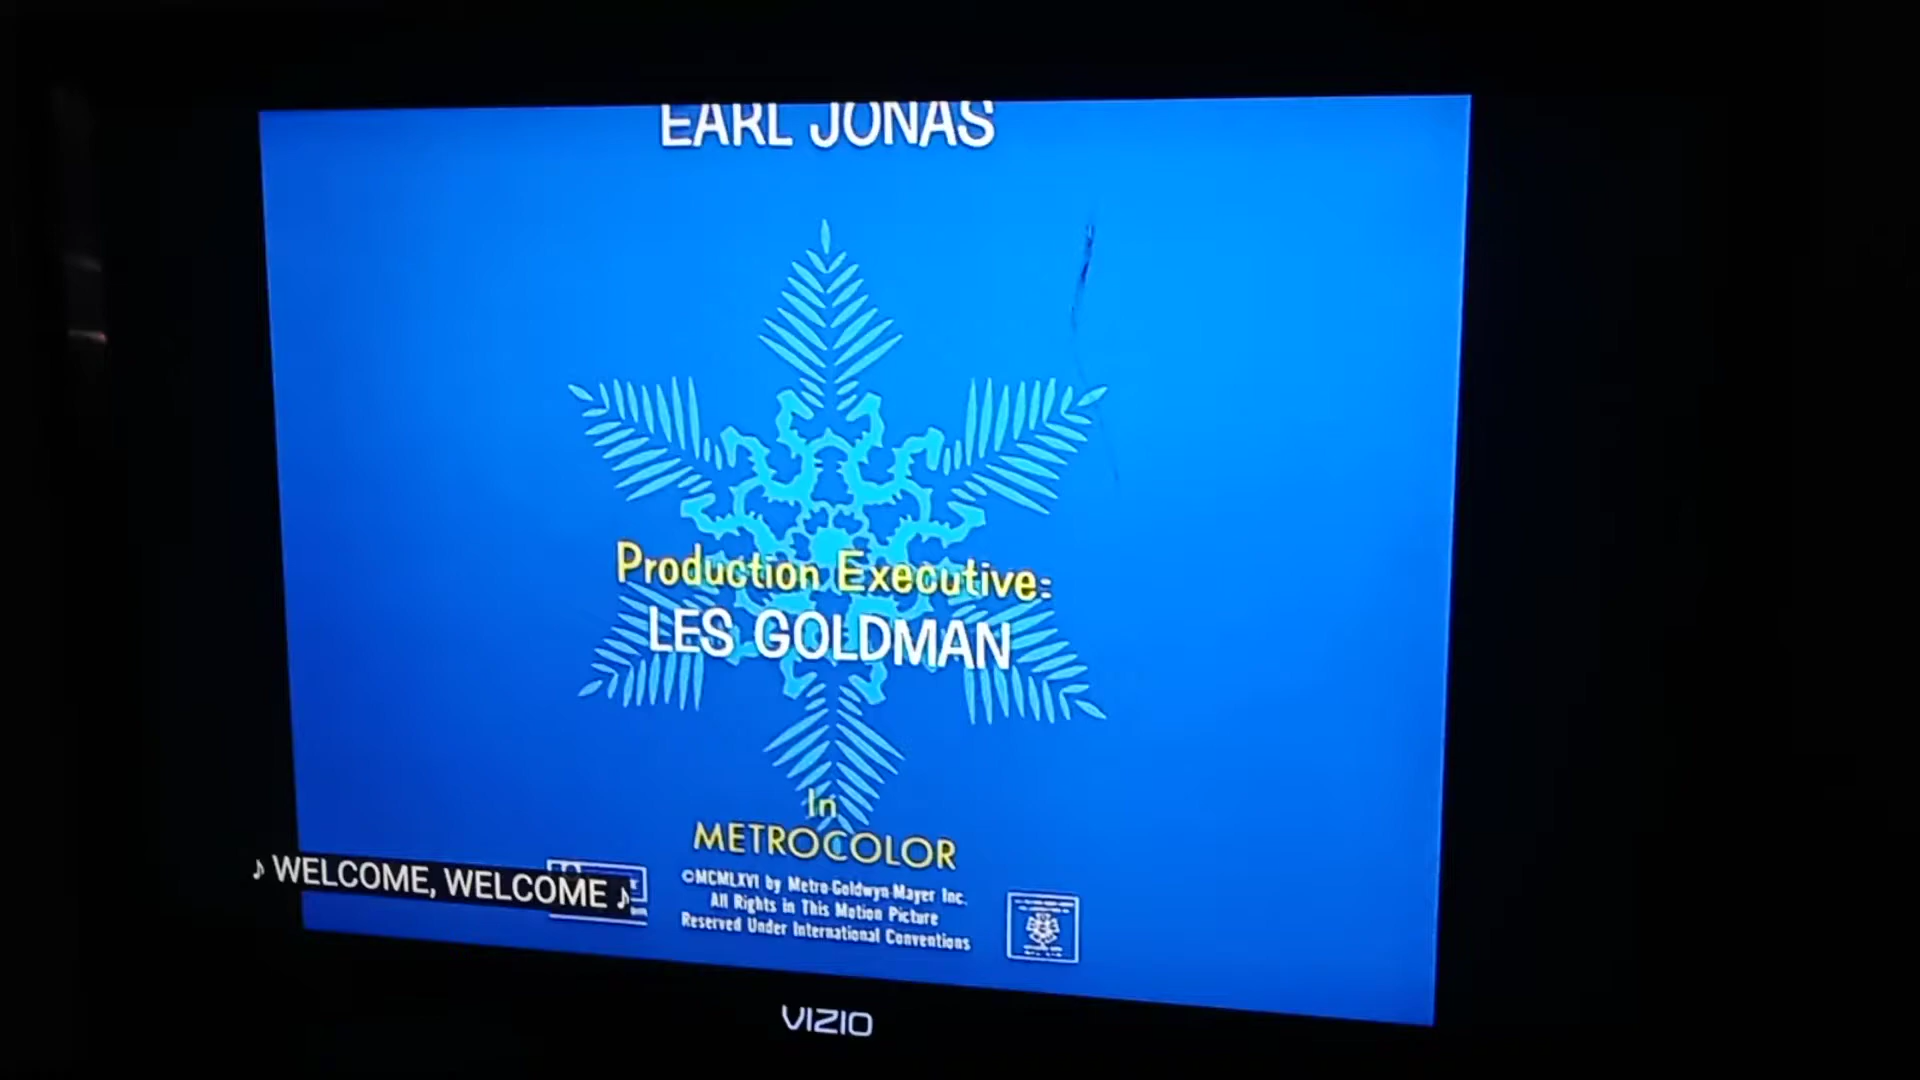 EARL JONAS
Production Executive:
LES GOLDMAN
In
METROCOLOR
♪ WELCOME, WELCOME ♪
©MCMLXVI by Metro-Goldwyn-Mayer Inc.
All Rights in This Motion Picture
Reserved Under International Conventions
VIZIO